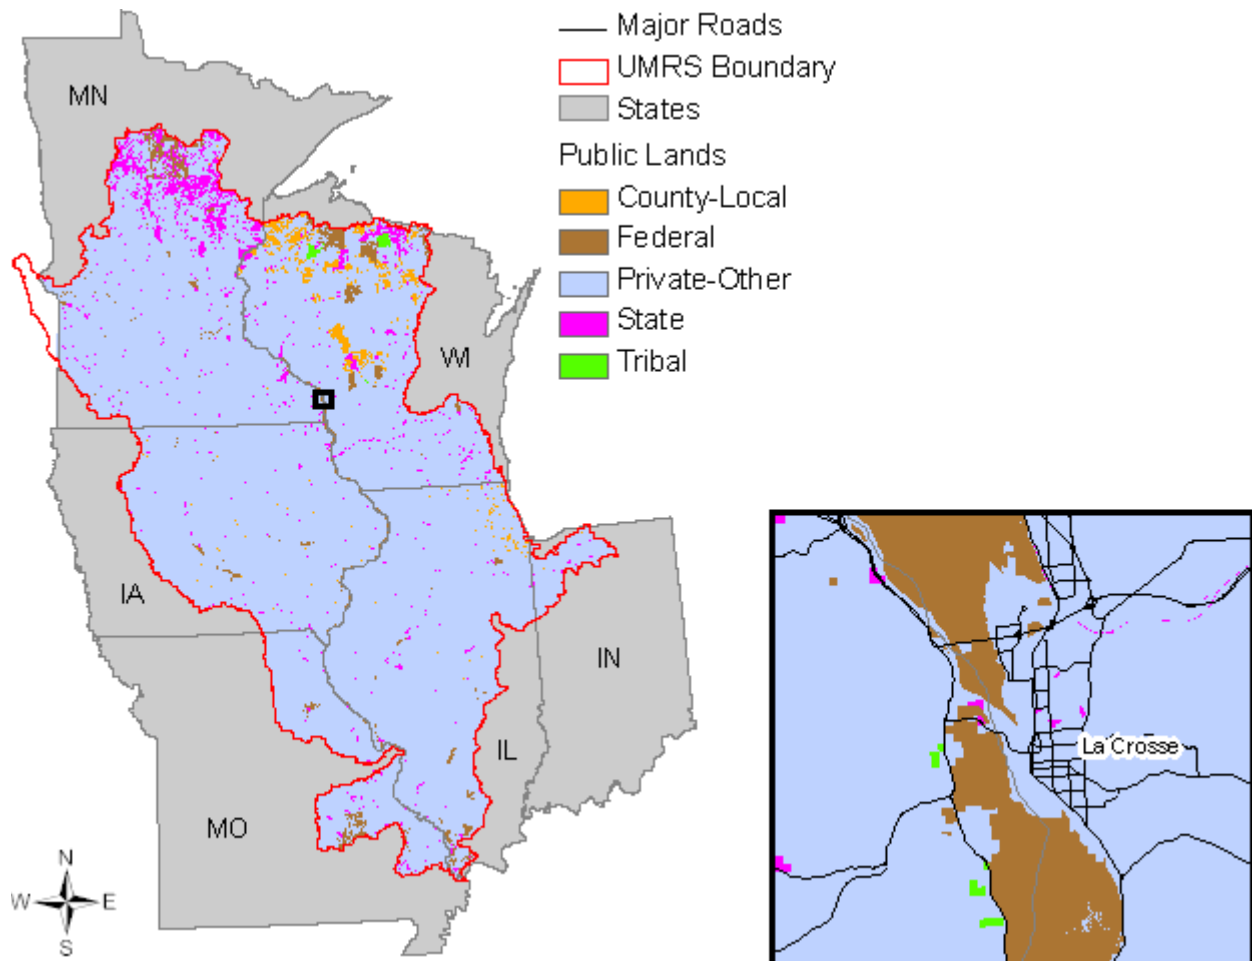 Major Roads
UMRS Boundary
States
Public Lands
County-Local
Federal
Private-Other
State
Tribal
MN
WI
IA
IN
IL
MO
N
W E
S
La Crosse